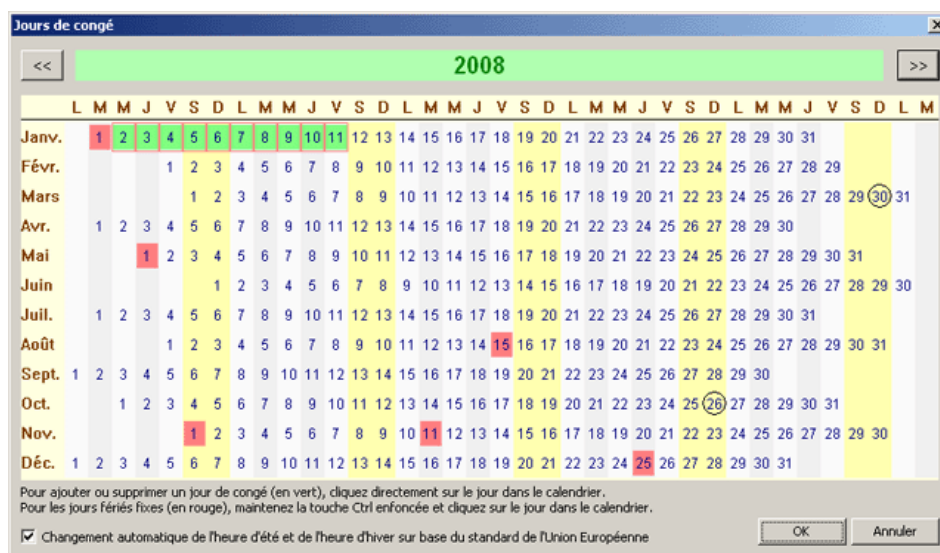 Jours de congé
<< 2008 >>
L M M J V S D L M M J V S D L M M J V S D L M M J V S D L M M J V S D L M
Janv. 1 2 3 4 5 6 7 8 9 10 11 12 13 14 15 16 17 18 19 20 21 22 23 24 25 26 27 28 29 30 31
Févr. 1 2 3 4 5 6 7 8 9 10 11 12 13 14 15 16 17 18 19 20 21 22 23 24 25 26 27 28 29
Mars 1 2 3 4 5 6 7 8 9 10 11 12 13 14 15 16 17 18 19 20 21 22 23 24 25 26 27 28 29 30 31
Avr. 1 2 3 4 5 6 7 8 9 10 11 12 13 14 15 16 17 18 19 20 21 22 23 24 25 26 27 28 29 30
Mai 1 2 3 4 5 6 7 8 9 10 11 12 13 14 15 16 17 18 19 20 21 22 23 24 25 26 27 28 29 30 31
Juin 1 2 3 4 5 6 7 8 9 10 11 12 13 14 15 16 17 18 19 20 21 22 23 24 25 26 27 28 29 30
Juil. 1 2 3 4 5 6 7 8 9 10 11 12 13 14 15 16 17 18 19 20 21 22 23 24 25 26 27 28 29 30 31
Août 1 2 3 4 5 6 7 8 9 10 11 12 13 14 15 16 17 18 19 20 21 22 23 24 25 26 27 28 29 30 31
Sept. 1 2 3 4 5 6 7 8 9 10 11 12 13 14 15 16 17 18 19 20 21 22 23 24 25 26 27 28 29 30
Oct. 1 2 3 4 5 6 7 8 9 10 11 12 13 14 15 16 17 18 19 20 21 22 23 24 25 26 27 28 29 30 31
Nov. 1 2 3 4 5 6 7 8 9 10 11 12 13 14 15 16 17 18 19 20 21 22 23 24 25 26 27 28 29 30
Déc. 1 2 3 4 5 6 7 8 9 10 11 12 13 14 15 16 17 18 19 20 21 22 23 24 25 26 27 28 29 30 31
Pour ajouter ou supprimer un jour de congé (en vert), cliquez directement sur le jour dans le calendrier.
Pour les jours fériés fixes (en rouge), maintenez la touche Ctrl enfoncée et cliquez sur le jour dans le calendrier.
Changement automatique de l'heure d'été et de l'heure d'hiver sur base du standard de l'Union Européenne
OK Annuler